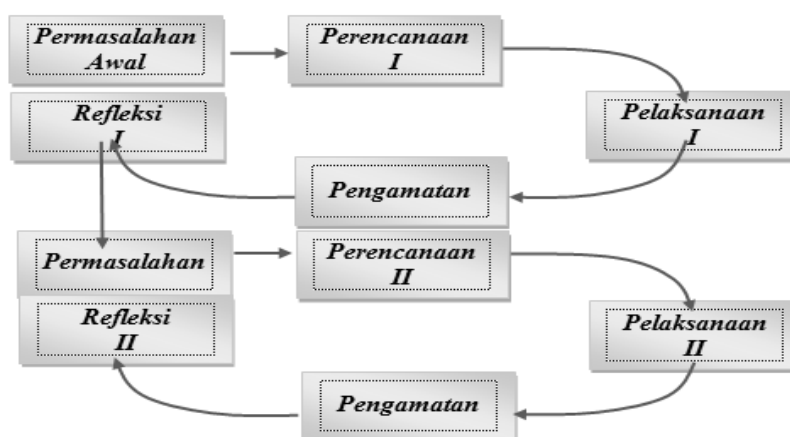 Permasalahan
Awal
Perencanaan
I
Refleksi
I
Pelaksanaan
I
Pengamatan
Permasalahan
Perencanaan
II
Refleksi
II
Pelaksanaan
II
Pengamatan